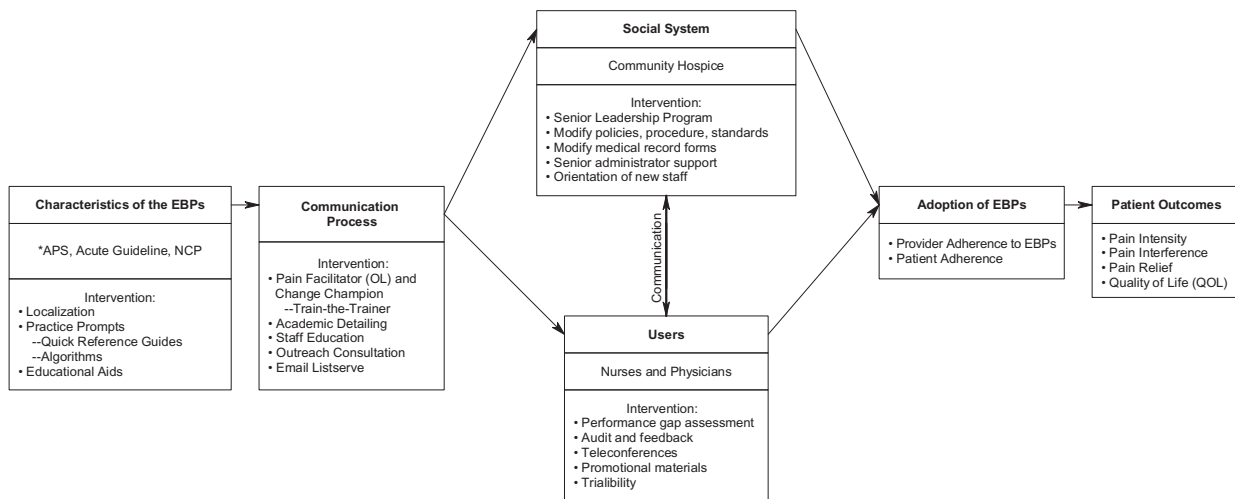 Characteristics of the EBPs
*APS, Acute Guideline, NCP
Intervention:
• Localization
• Practice Prompts
--Quick Reference Guides
--Algorithms
• Educational Aids
Communication
Process
Intervention:
• Pain Facilitator (OL) and
Change Champion
--Train-the-Trainer
• Academic Detailing
• Staff Education
• Outreach Consultation
• Email Listserve
Social System
Community Hospice
Intervention:
• Senior Leadership Program
• Modify policies, procedure, standards
• Modify medical record forms
• Senior administrator support
• Orientation of new staff
Communication
Users
Nurses and Physicians
Intervention:
• Performance gap assessment
• Audit and feedback
• Teleconferences
• Promotional materials
• Trialibility
Adoption of EBPs
• Provider Adherence to EBPs
• Patient Adherence
Patient Outcomes
• Pain Intensity
• Pain Interference
• Pain Relief
• Quality of Life (QOL)